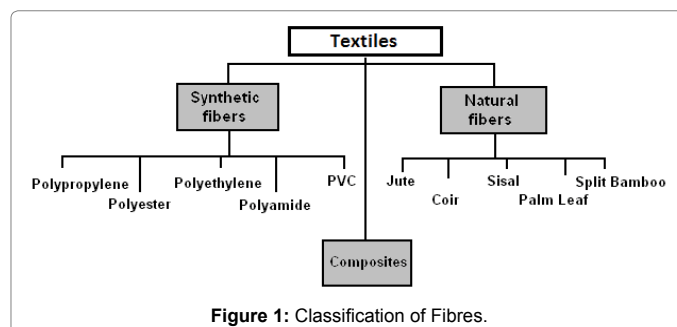 Textiles
Synthetic
fibers
Natural
fibers
Polypropylene
Polyester
Polyethylene
Polyamide
PVC
Jute
Coir
Sisal
Palm Leaf
Split Bamboo
Composites
Figure 1: Classification of Fibres.